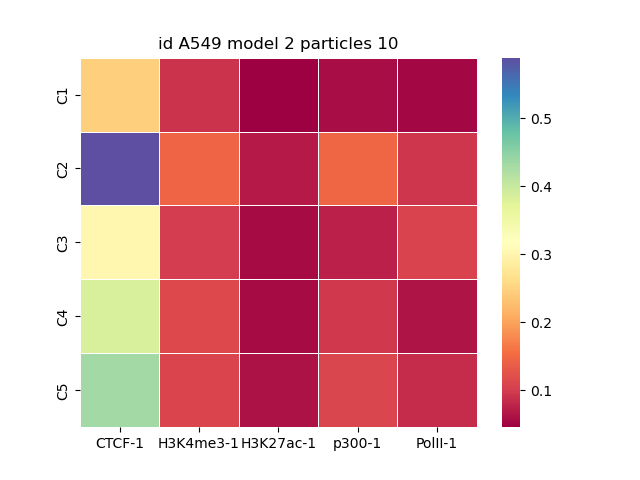 id A549 model 2 particles 10
C1
C2
C3
C4
C5
CTCF-1 H3K4me3-1 H3K27ac-1 p300-1 PolII-1
0.5
0.4
0.3
0.2
0.1